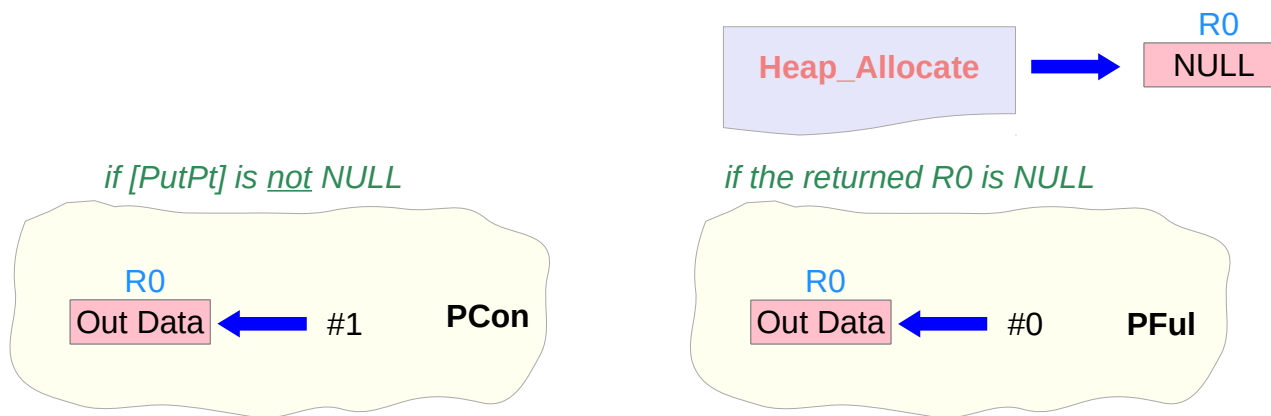 R0
Heap_Allocate
NULL
if [PutPt] is not NULL
if the returned R0 is NULL
R0
Out Data
#1
PCon
R0
Out Data
#0
PFul